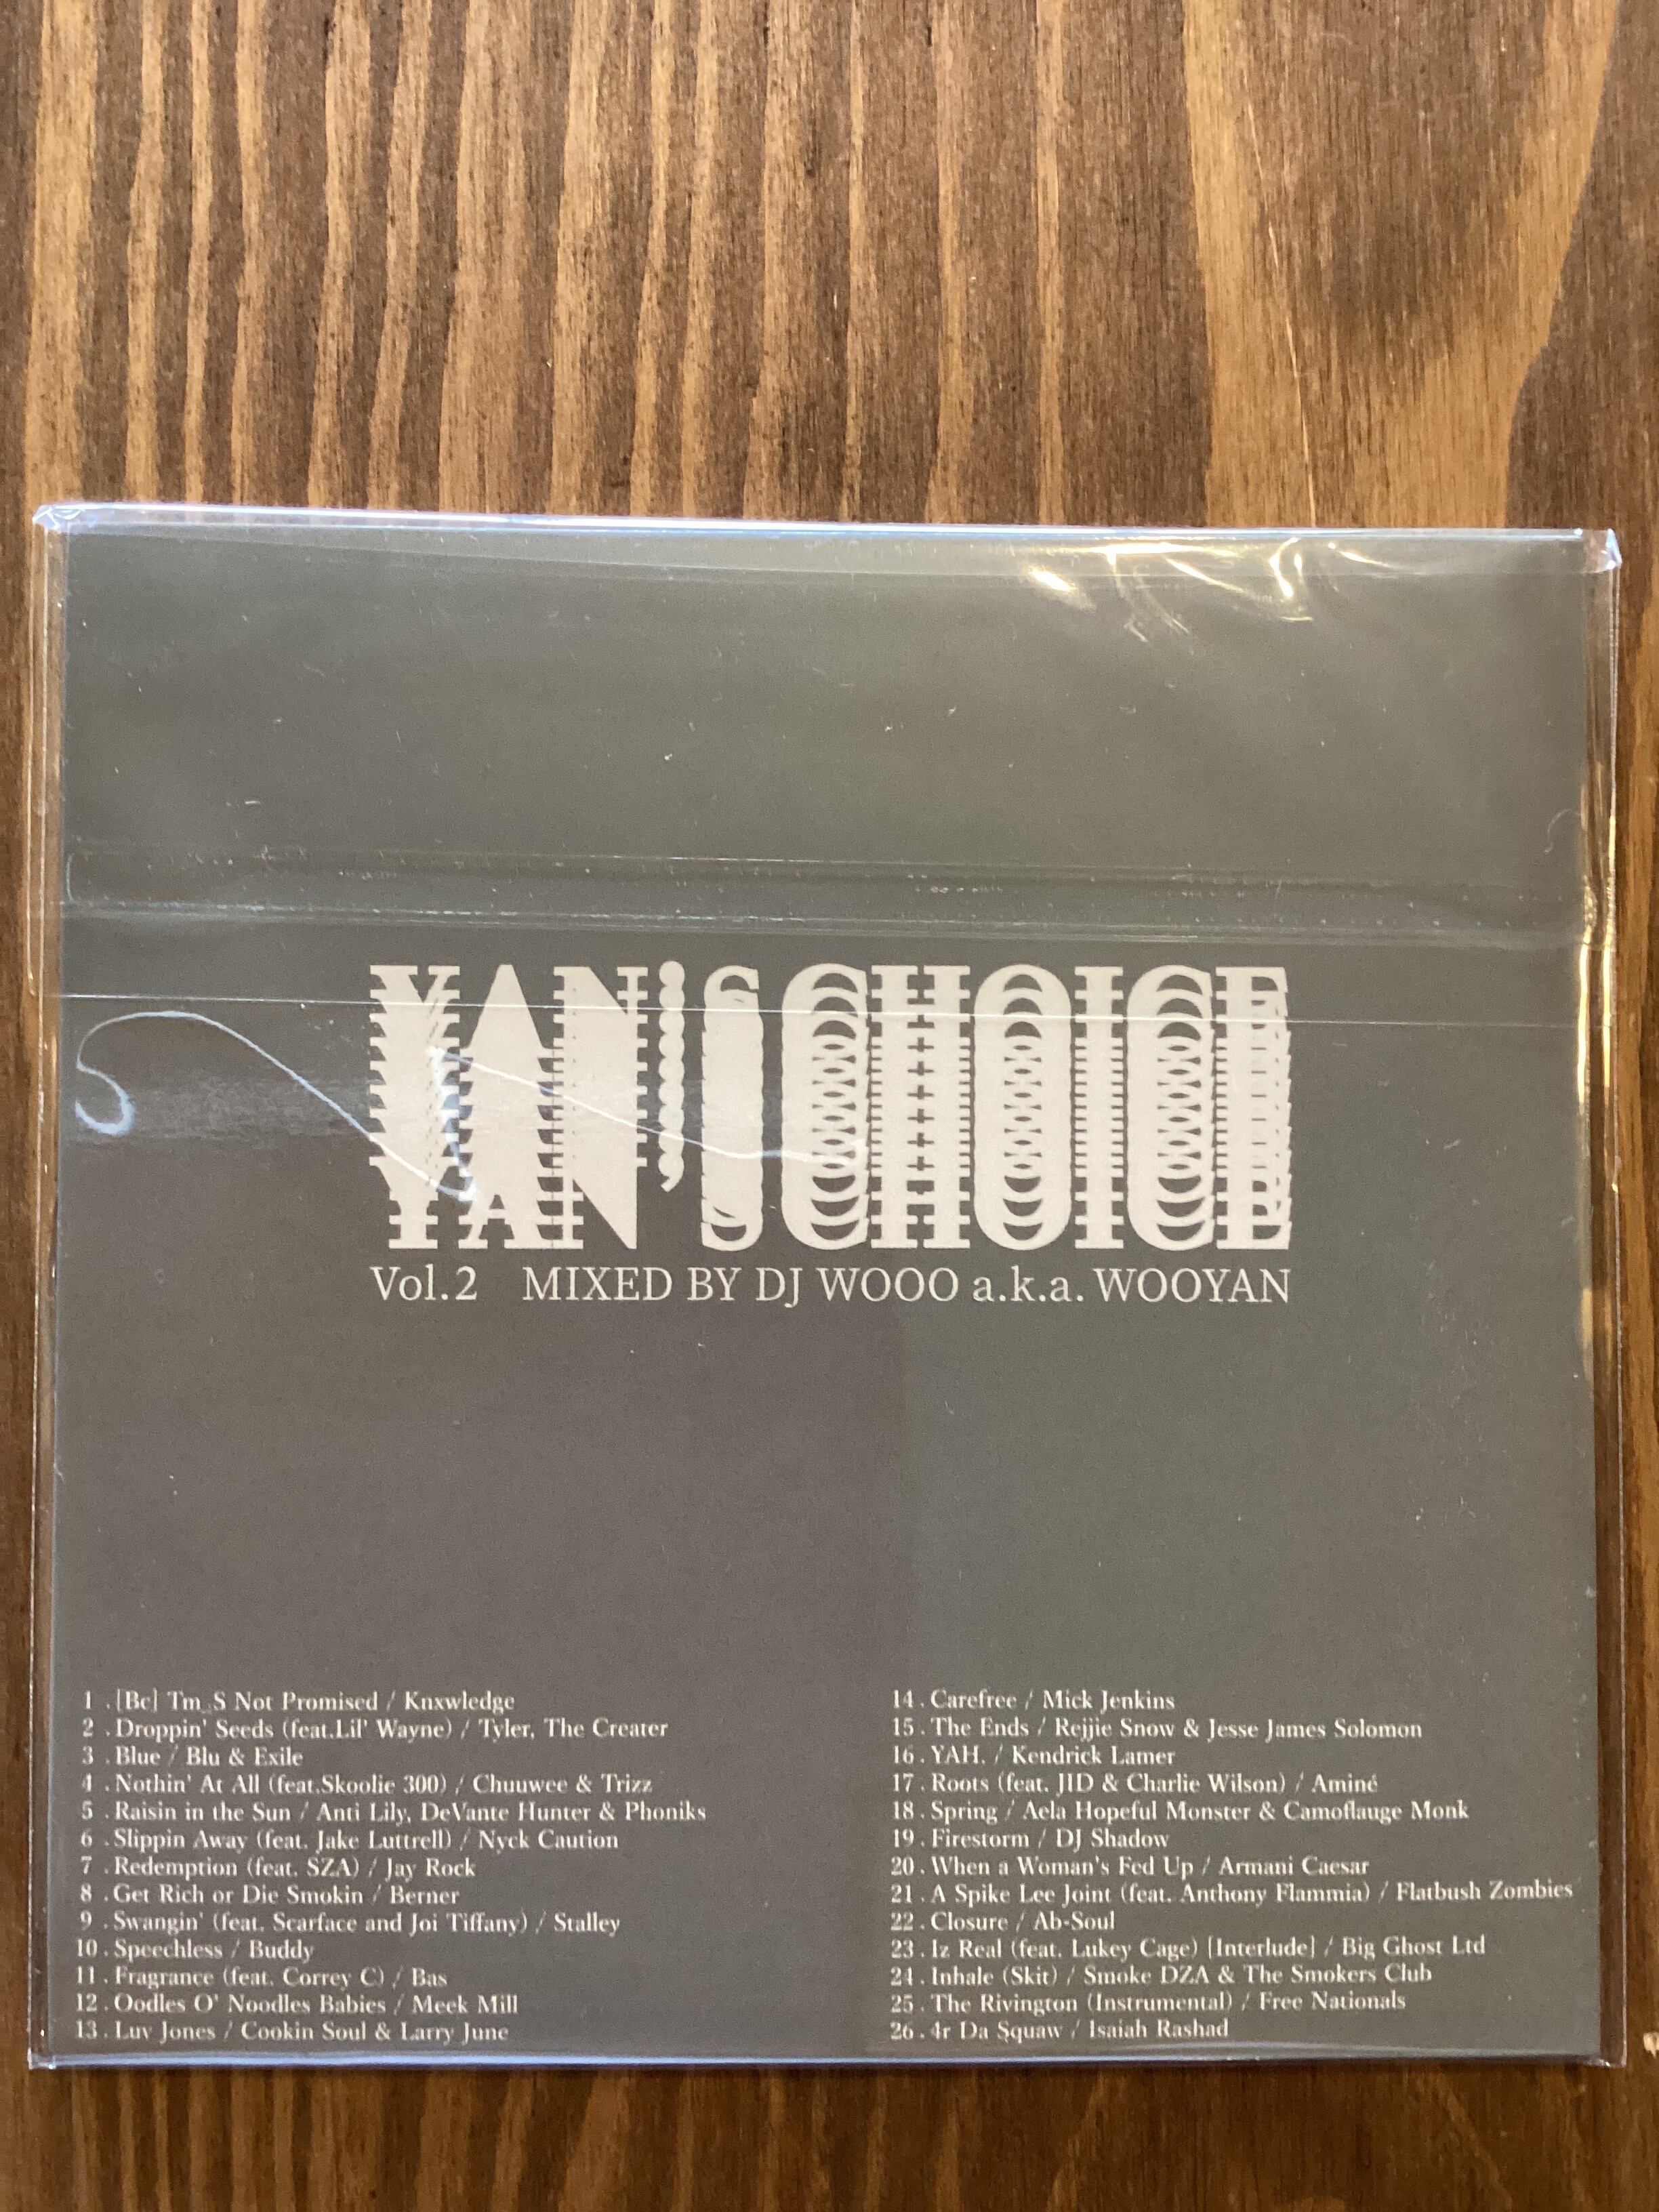 YAN'S CHOICE
Vol.2 MIXED BY DJ WOOO a.k.a. WOOYAN
1 . [Bc] Tm_S Not Promised / Knxwledge
2 . Droppin' Seeds (feat.Lil' Wayne) / Tyler, The Creater
3 . Blue / Blu & Exile
4 . Nothin' At All (feat.Skoolie 300) / Chuuwee & Trizz
5 . Raisin in the Sun / Anti Lily, DeVante Hunter & Phoniks
6 . Slippin Away (feat. Jake Luttrell) / Nyck Caution
7 . Redemption (feat. SZA) / Jay Rock
8 . Get Rich or Die Smokin / Berner
9 . Swangin' (feat. Scarface and Joi Tiffany) / Stalley
10 . Speechless / Buddy
11 . Fragrance (feat. Correy C) / Bas
12 . Oodles O' Noodles Babies / Meek Mill
13 . Luv Jones / Cookin Soul & Larry June
14 . Carefree / Mick Jenkins
15 . The Ends / Rejjie Snow & Jesse James Solomon
16 . YAH. / Kendrick Lamer
17 . Roots (feat. JID & Charlie Wilson) / Aminé
18 . Spring / Aela Hopeful Monster & Camoflauge Monk
19 . Firestorm / DJ Shadow
20 . When a Woman's Fed Up / Armani Caesar
21 . A Spike Lee Joint (feat. Anthony Flammia) / Flatbush Zombies
22 . Closure / Ab-Soul
23 . Iz Real (feat. Lukey Cage) [Interlude] / Big Ghost Ltd
24 . Inhale (Skit) / Smoke DZA & The Smokers Club
25 . The Rivington (Instrumental) / Free Nationals
26 . 4r Da Squaw / Isaiah Rashad